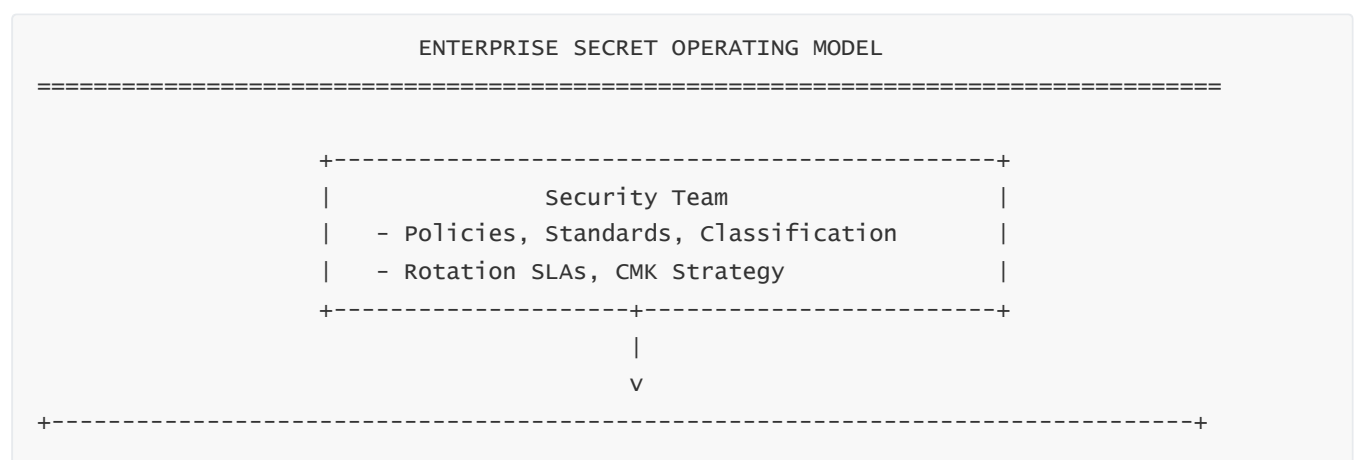 ENTERPRISE SECRET OPERATING MODEL
====================================================================================
+-----------------------------------------------+
|               Security Team                   |
|   - Policies, Standards, Classification       |
|   - Rotation SLAs, CMK Strategy               |
+---------------------+-------------------------+
|
v
+---------------------------------------------------------------------------------+